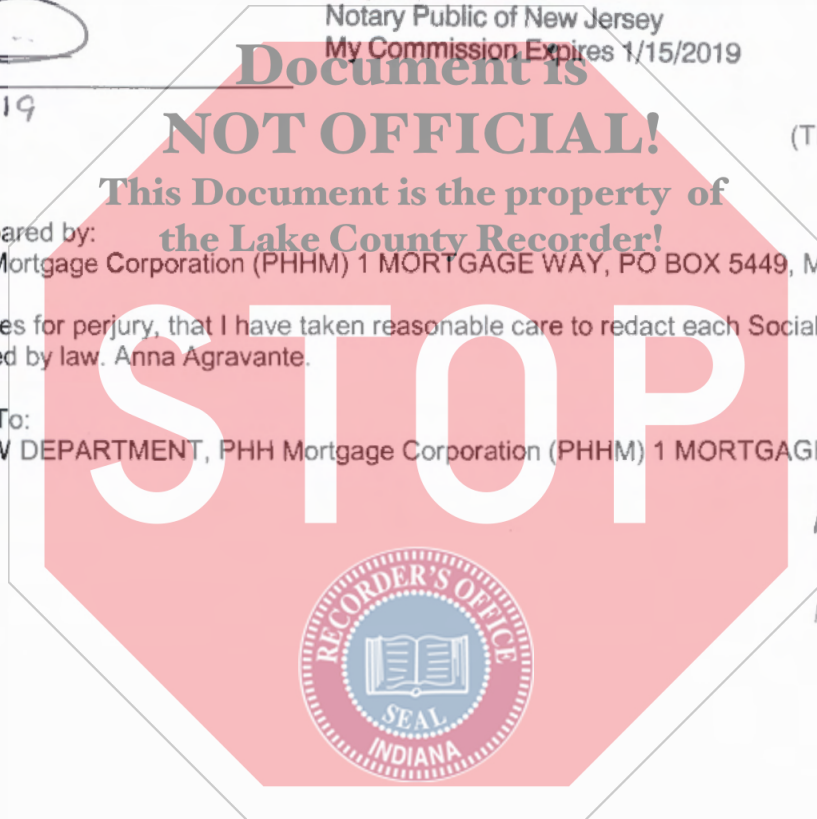 Notary Public of New Jersey
My Commission Expires 1/15/2019
19
Document is
NOT OFFICIAL!
(T
This Document is the property of
the Lake County Recorder!
ared by:
Mortgage Corporation (PHHM) 1 MORTGAGE WAY, PO BOX 5449, M
es for perjury, that I have taken reasonable care to redact each Social
ed by law. Anna Agravante.
To:
W DEPARTMENT, PHH Mortgage Corporation (PHHM) 1 MORTGAGE
STOP
RECORDER'S OFFICE
SEAL
INDIANA